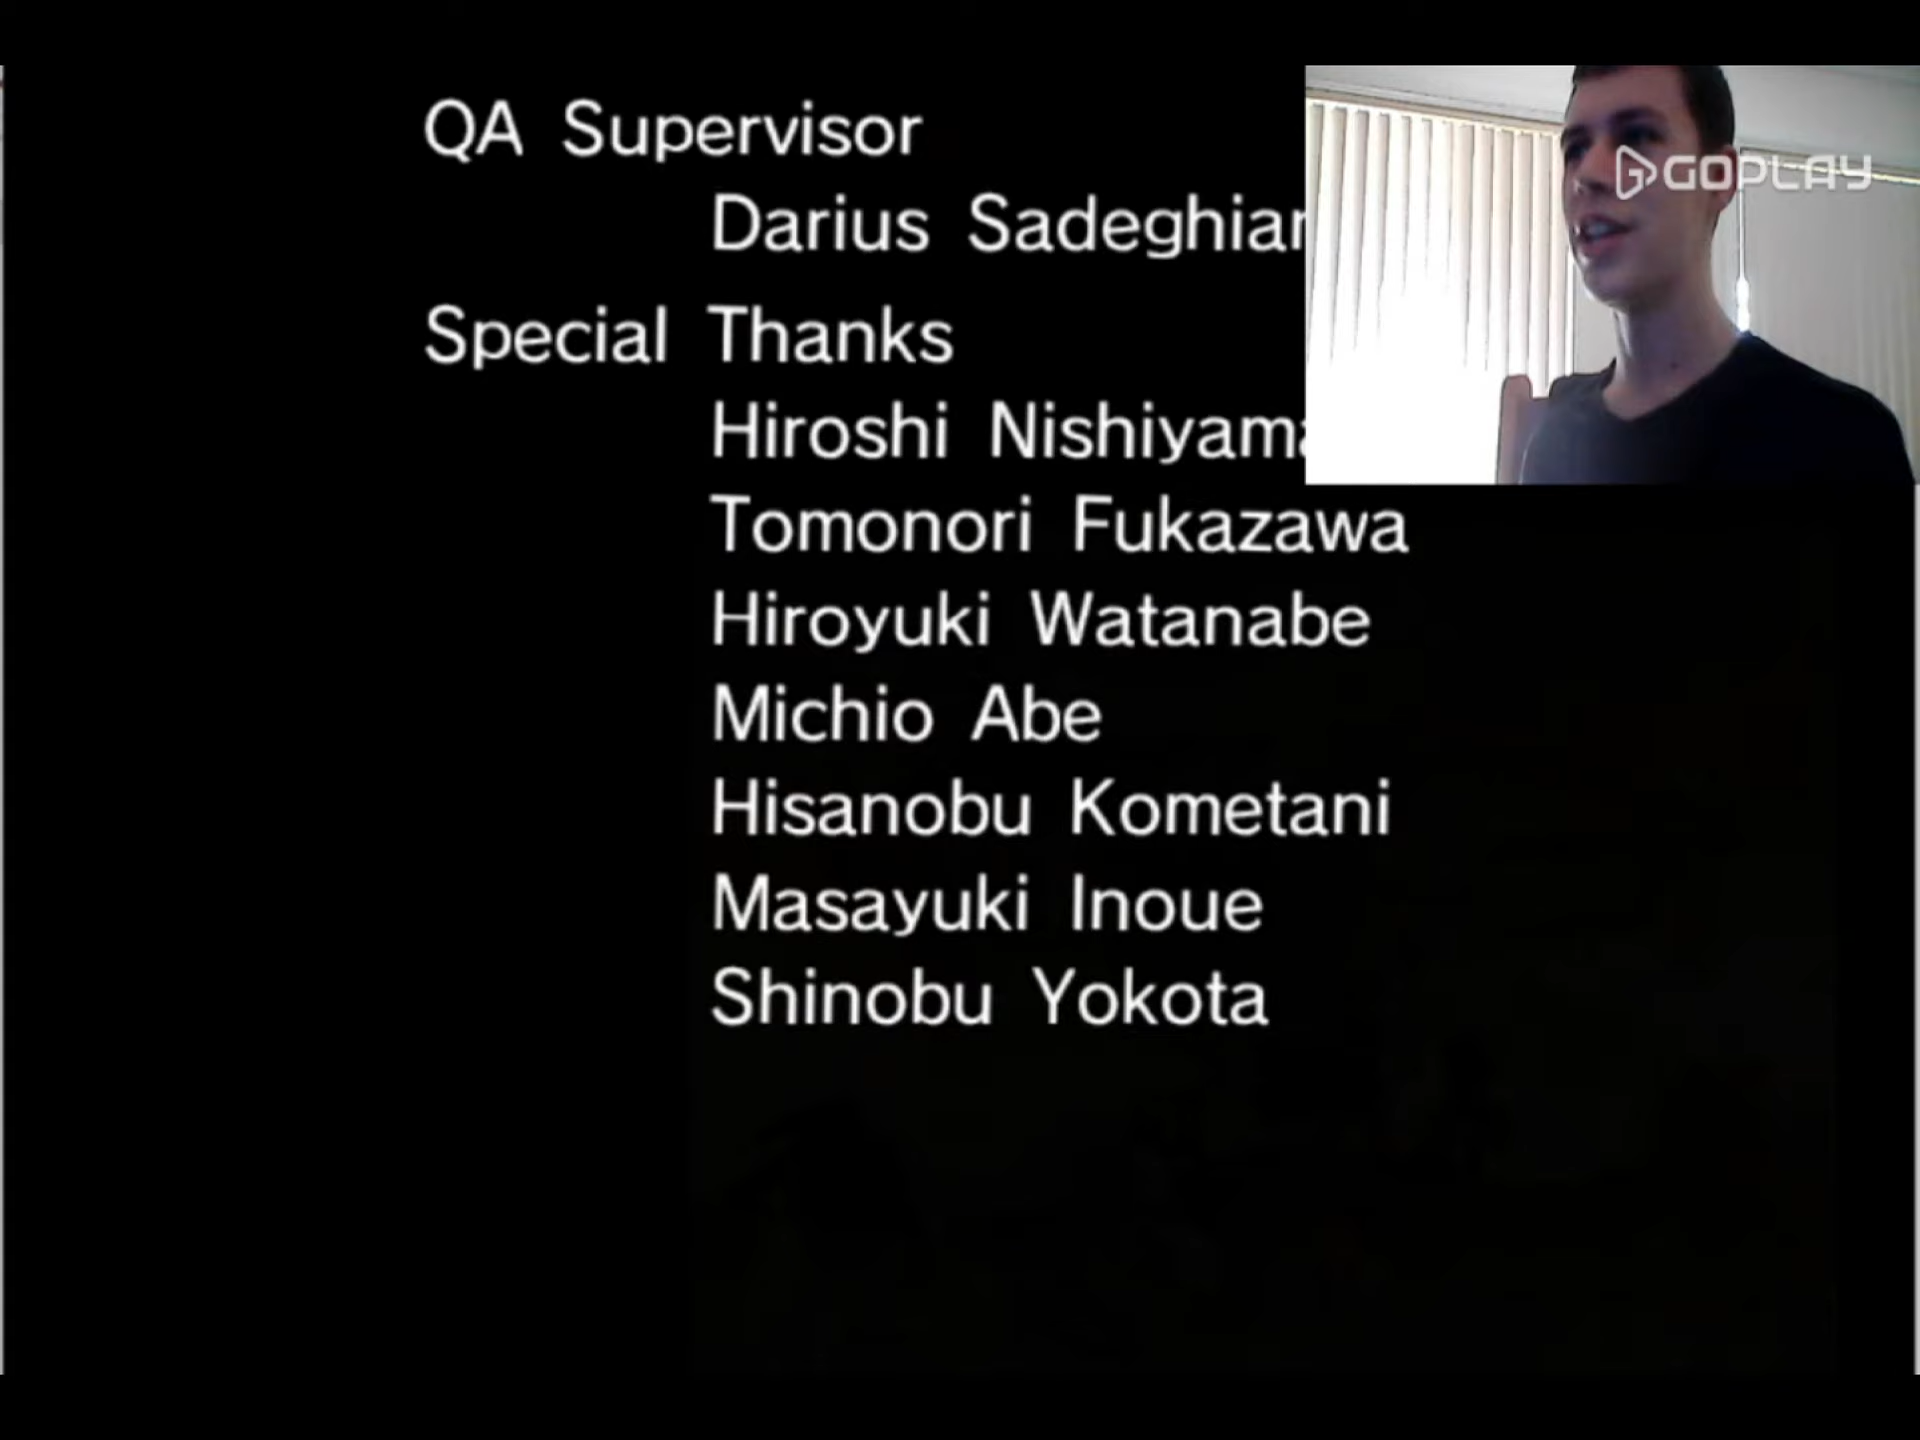 QA Supervisor
Darius Sadeghian
Special Thanks
Hiroshi Nishiyama
Tomonori Fukazawa
Hiroyuki Watanabe
Michio Abe
Hisanobu Kometani
Masayuki Inoue
Shinobu Yokota
GOPLAY